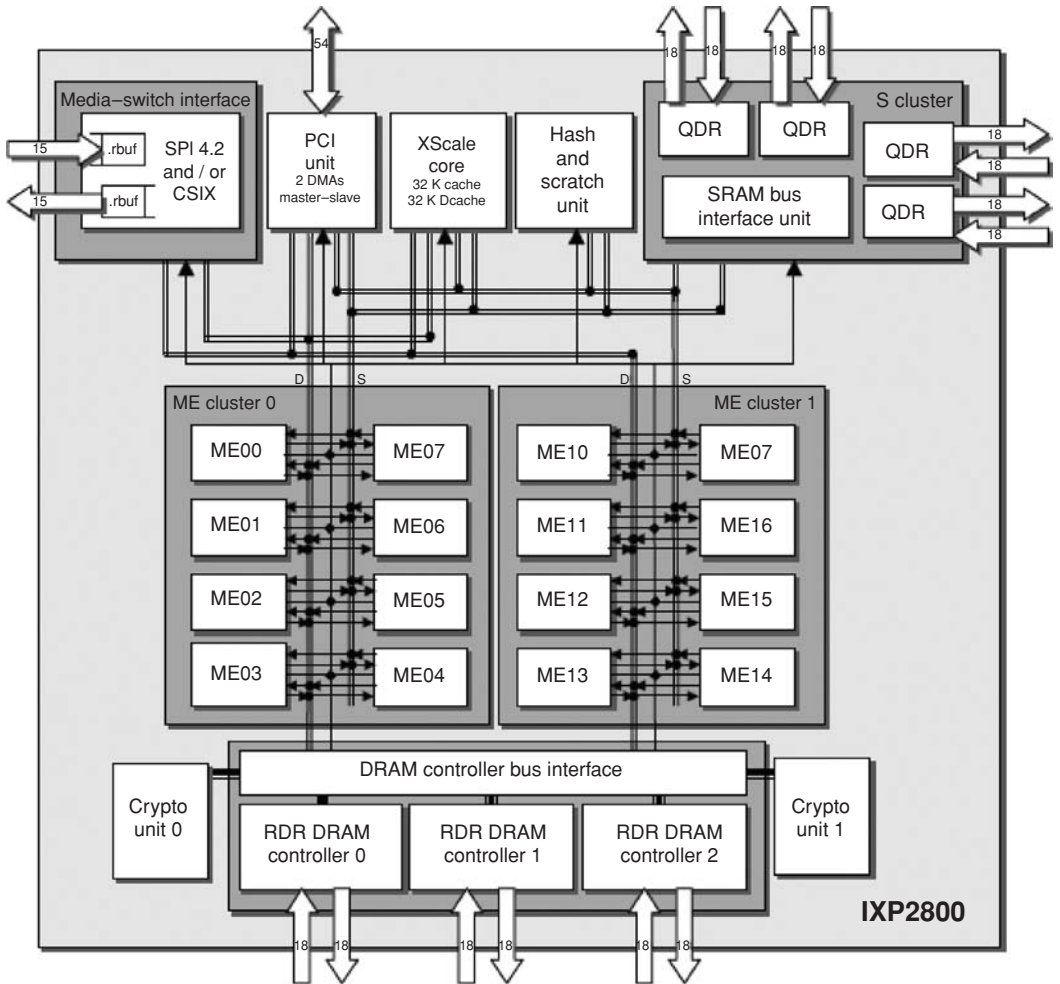 54
18
18
18
18
Media–switch interface
.rbuf
15
.rbuf
15
SPI 4.2
and / or
CSIX
PCI
unit
2 DMAs
master–slave
XScale
core
32 K cache
32 K Dcache
Hash
and
scratch
unit
S cluster
QDR
QDR
QDR
QDR
SRAM bus
interface unit
18
18
18
18
D
S
D
S
ME cluster 0
ME00
ME07
ME01
ME06
ME02
ME05
ME03
ME04
ME cluster 1
ME10
ME07
ME11
ME16
ME12
ME15
ME13
ME14
DRAM controller bus interface
Crypto
unit 0
RDR DRAM
controller 0
RDR DRAM
controller 1
RDR DRAM
controller 2
Crypto
unit 1
18
18
18
18
18
18
IXP2800